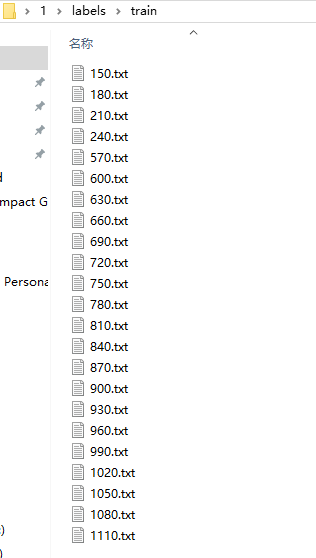 1 › labels › train
名称
150.txt
180.txt
210.txt
240.txt
570.txt
600.txt
630.txt
mpact G
660.txt
690.txt
720.txt
750.txt
Persona
780.txt
810.txt
840.txt
870.txt
900.txt
930.txt
960.txt
990.txt
1020.txt
1050.txt
1080.txt
1110.txt